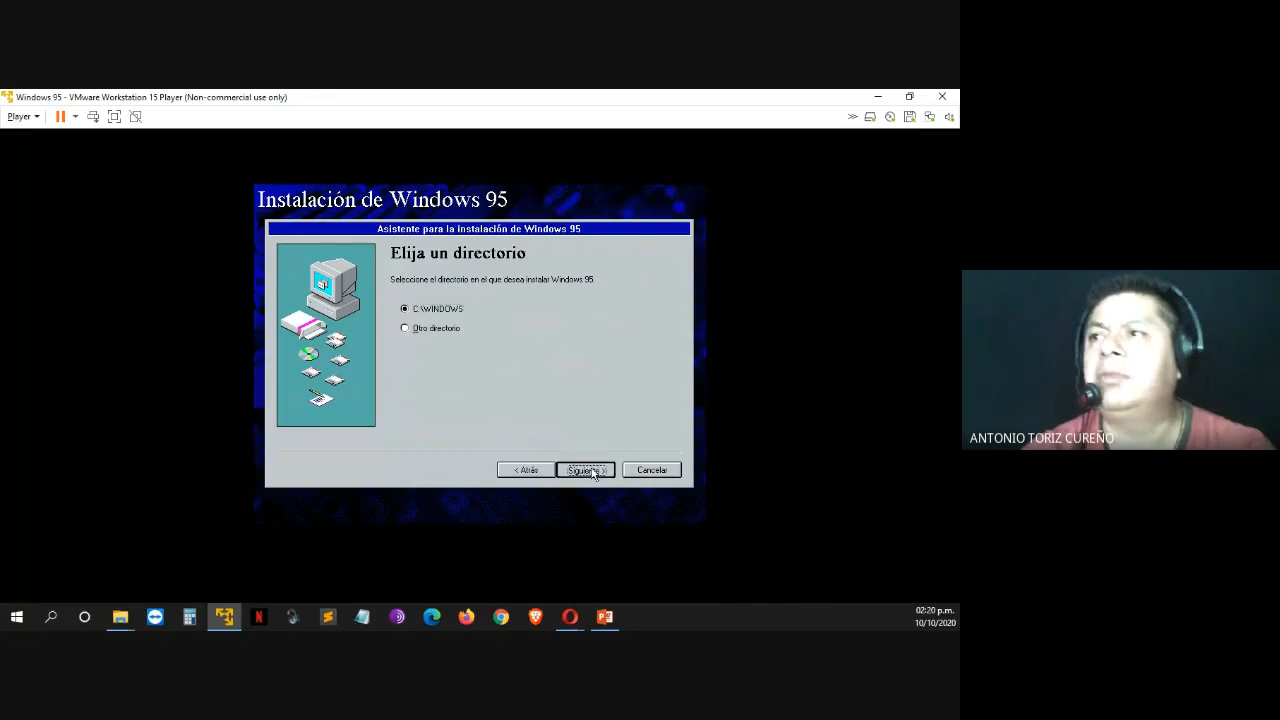 Windows 95 - VMware Workstation 15 Player (Non-commercial use only)
Player
Instalación de Windows 95
Asistente para la instalación de Windows 95
Elija un directorio
Seleccione el directorio en el que desea instalar Windows 95.
C:\WINDOWS
Otro directorio
< Atrás
Siguiente >
Cancelar
ANTONIO TORIZ CUREÑO
02:20 p.m.
10/10/2020